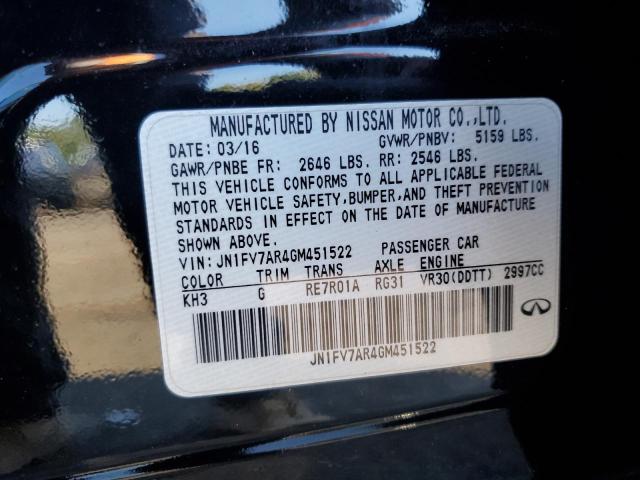 MANUFACTURED BY NISSAN MOTOR CO.,LTD.
DATE: 03/16 GVWR/PNBV: 5159 LBS.
GAWR/PNBE FR: 2646 LBS. RR: 2546 LBS.
THIS VEHICLE CONFORMS TO ALL APPLICABLE FEDERAL
MOTOR VEHICLE SAFETY,BUMPER,AND THEFT PREVENTION
STANDARDS IN EFFECT ON THE DATE OF MANUFACTURE
SHOWN ABOVE.
VIN: JN1FV7AR4GM451522 PASSENGER CAR
COLOR TRIM TRANS AXLE ENGINE
KH3 G RE7R01A RG31 VR30(DDTT) 2997CC
JN1FV7AR4GM451522